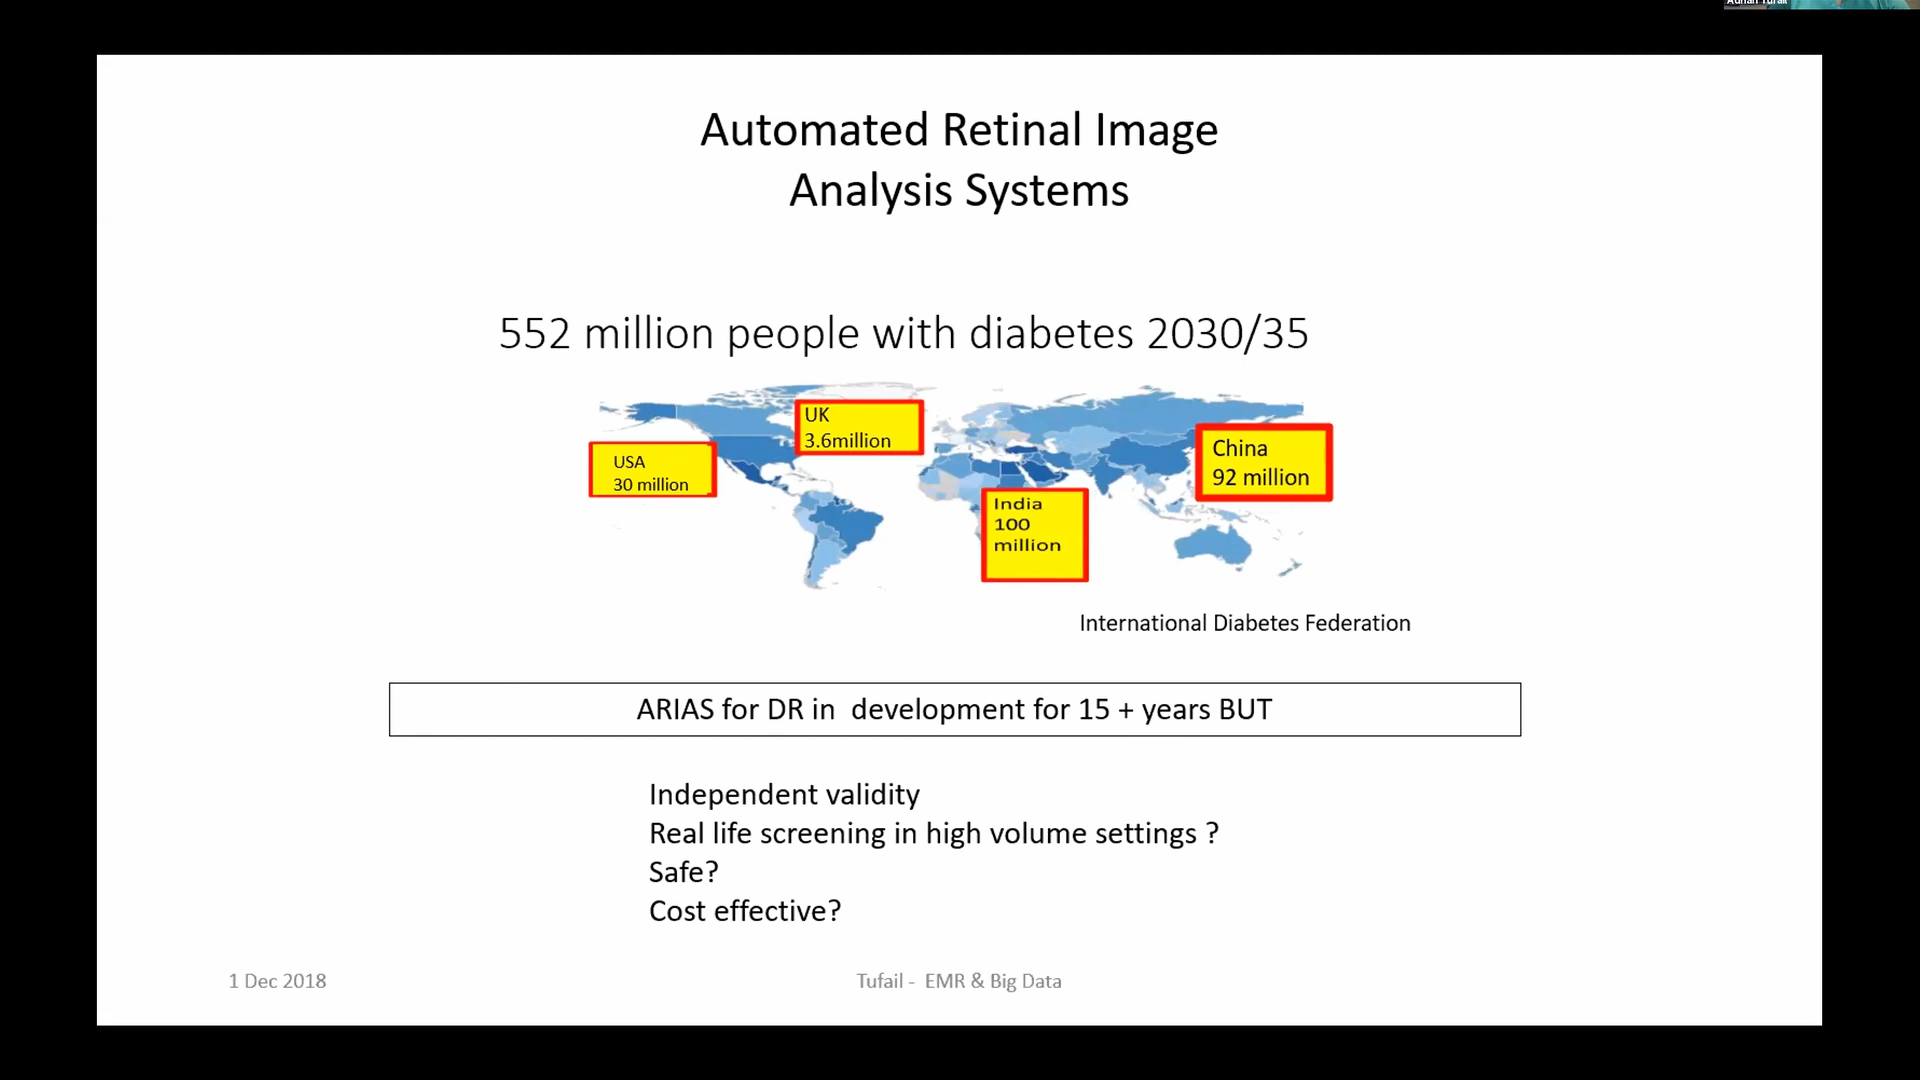 Adnan Tufail
Automated Retinal Image
Analysis Systems
552 million people with diabetes 2030/35
UK
3.6million
USA
30 million
China
92 million
India
100
million
International Diabetes Federation
ARIAS for DR in  development for 15 + years BUT
Independent validity
Real life screening in high volume settings ?
Safe?
Cost effective?
1 Dec 2018
Tufail -  EMR & Big Data